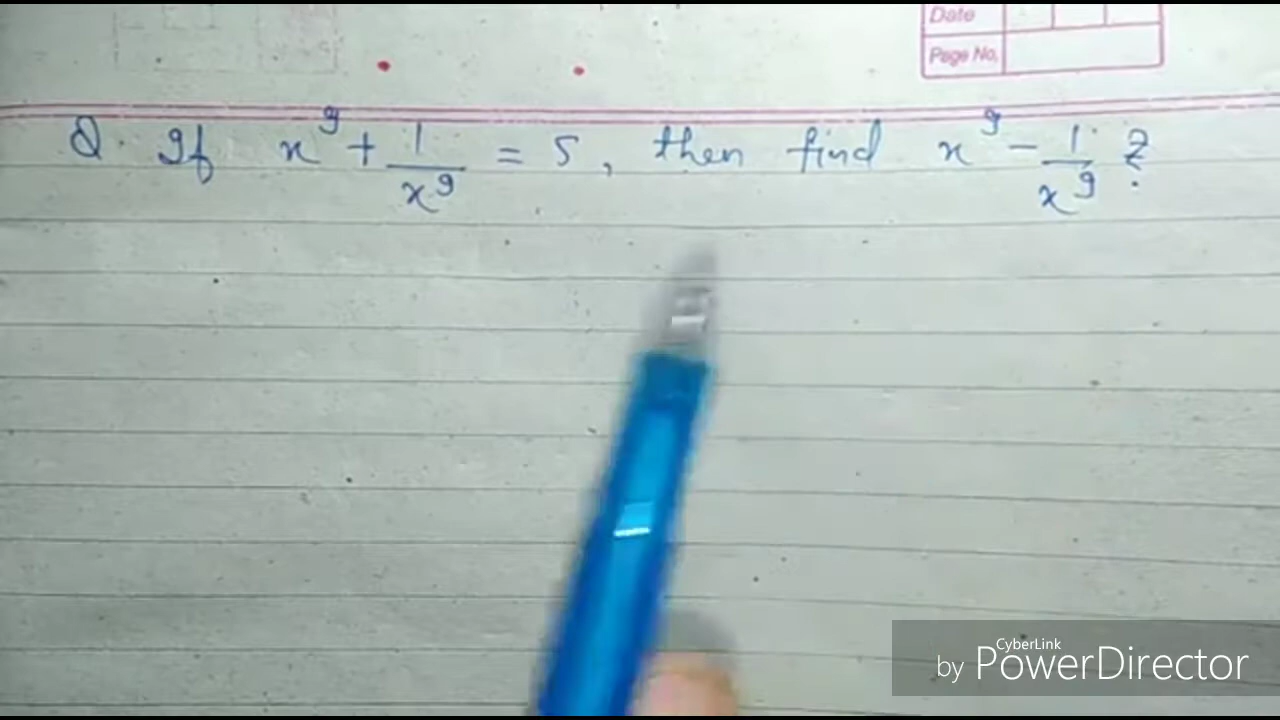 Date
Page No.
Q. If x⁹ + 1/x⁹ = 5, then find x⁹ - 1/x⁹ ?
CyberLink
by PowerDirector